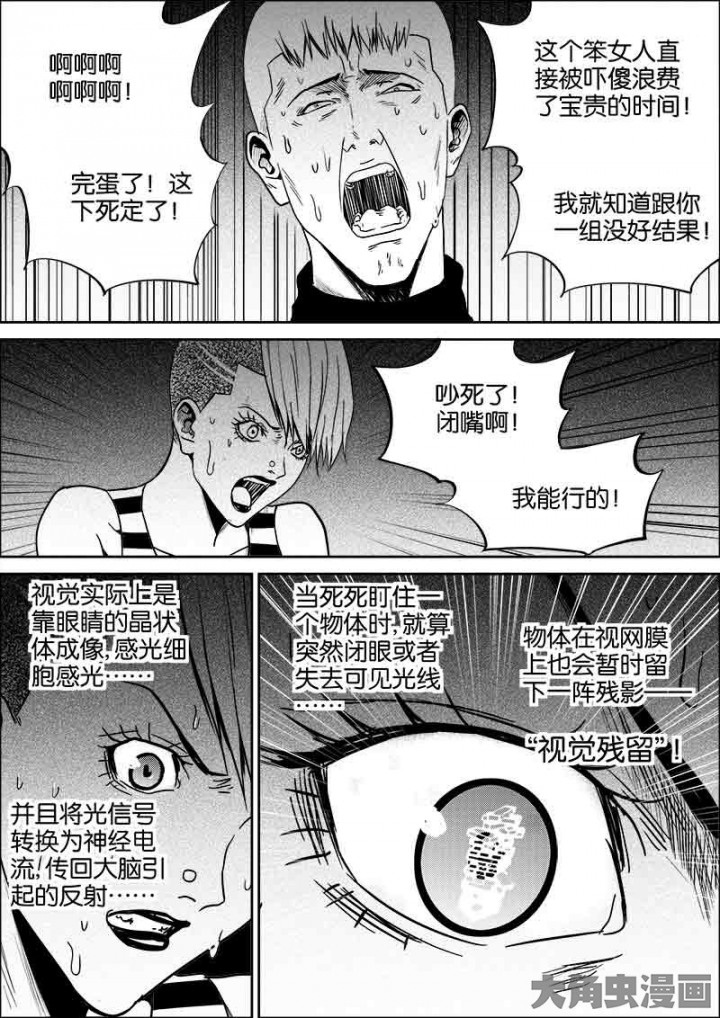 啊啊啊
啊啊啊！
完蛋了！这
下死定了！
这个笨女人直
接被吓傻浪费
了宝贵的时间！
我就知道跟你
一组没好结果！
吵死了！
闭嘴啊！
我能行的！
视觉实际上是
靠眼睛的晶状
体成像，感光细
胞感光……
并且将光信号
转换为神经电
流，传回大脑引
起的反射……
当死死盯住一
个物体时，就算
突然闭眼或者
失去可见光线
……
物体在视网膜
上也会暂时留
下一阵残影——
“视觉残留”！
大角虫漫画